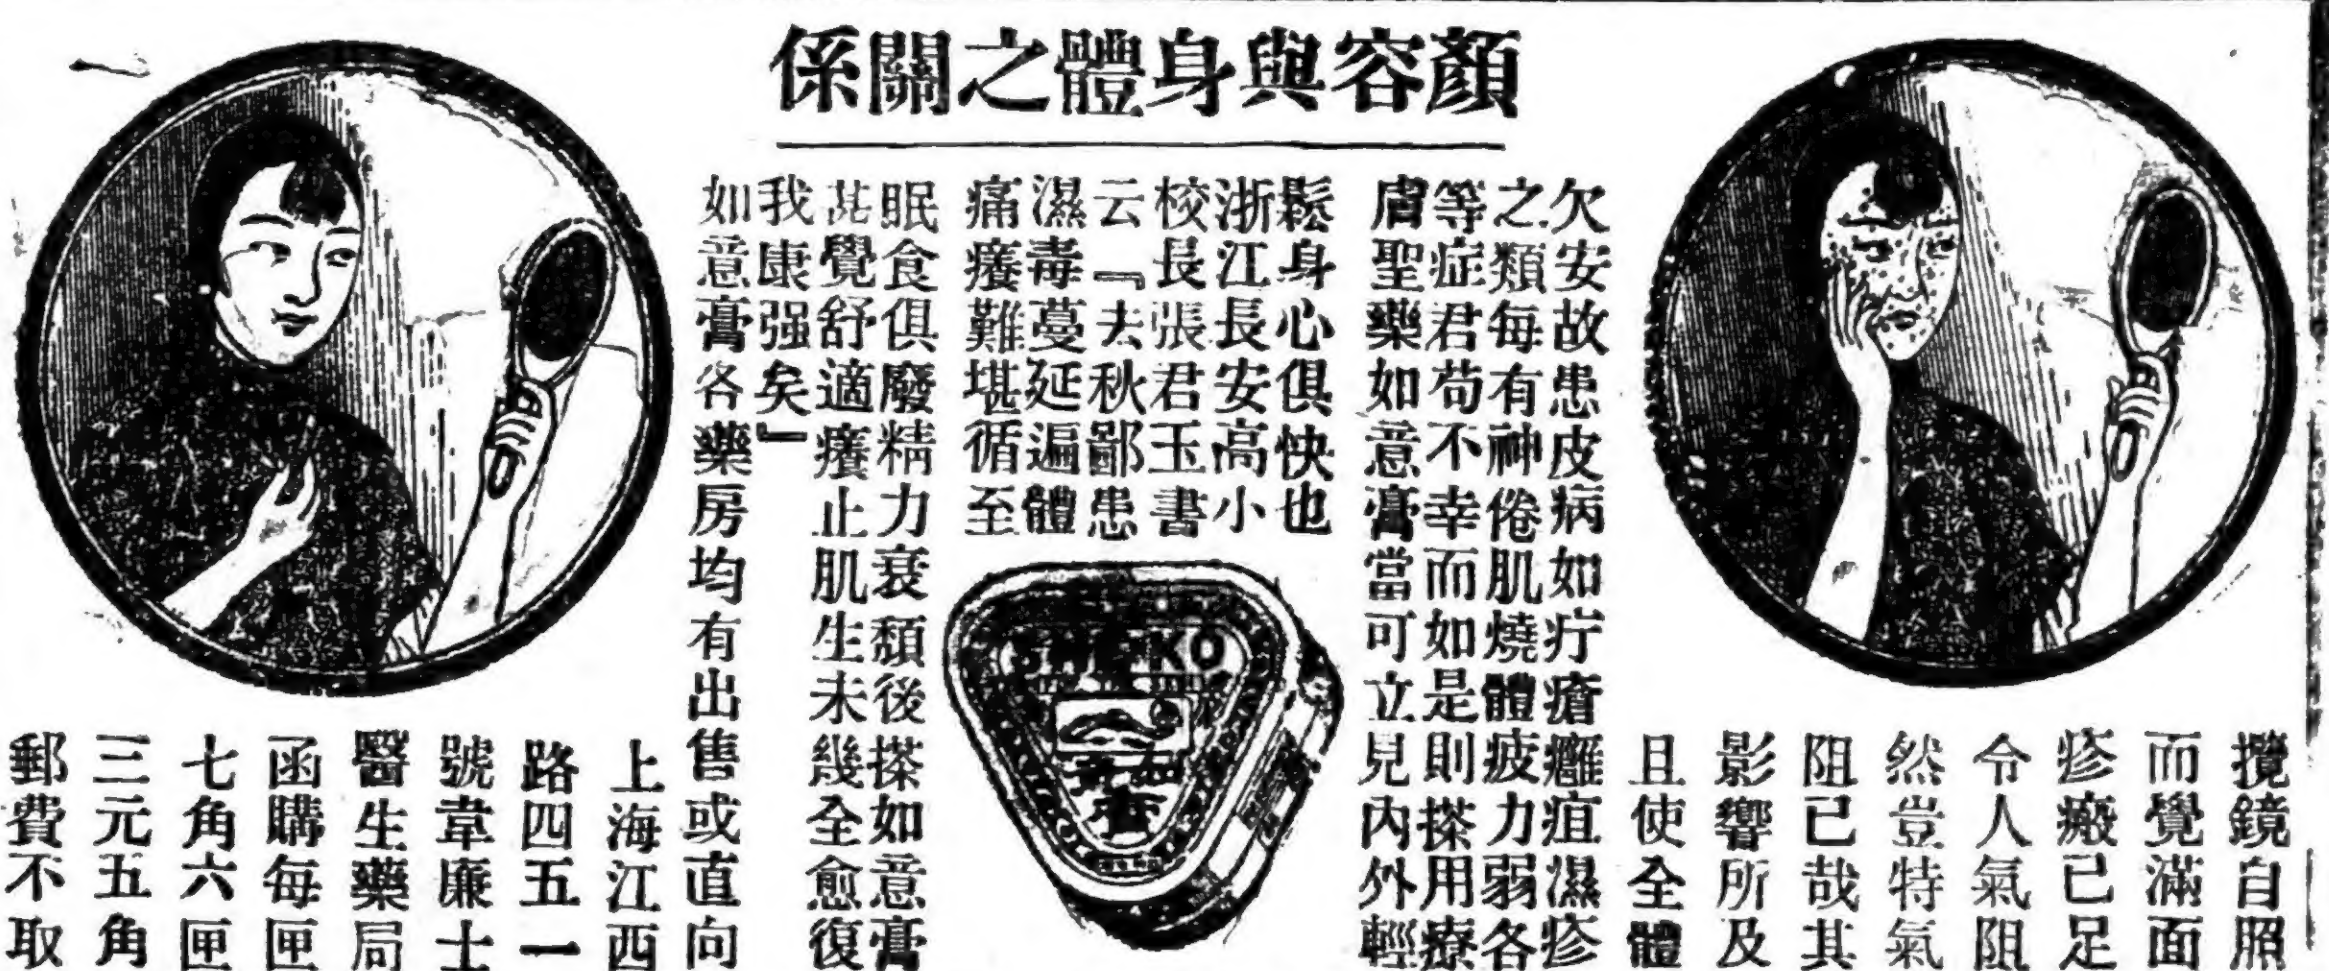 顏容與身體之關係
攬鏡自照
而覺滿面
疹瘢已足
令人氣阻
然豈特氣
阻已哉其
影響所及
且使全體
欠安故患皮病如疔瘡癰疽濕疹
之類每有神倦肌燒體疲力弱各
等症君苟不幸而如是則搽用療
膚聖藥如意膏當可立見內外輕
鬆身心俱快也
浙江長安高小
校長張君玉書
云『去秋鄙患
濕毒蔓延遍體
痛癢難堪循至
眠食俱廢精力衰頹後搽如意膏
甚覺舒適癢止肌生未幾全愈復
我康强矣』
如意膏各藥房均有出售或直向
上海江西
路四五一
號韋廉士
醫生藥局
函購每匣
七角六匣
三元五角
郵費不取
KO
如意膏